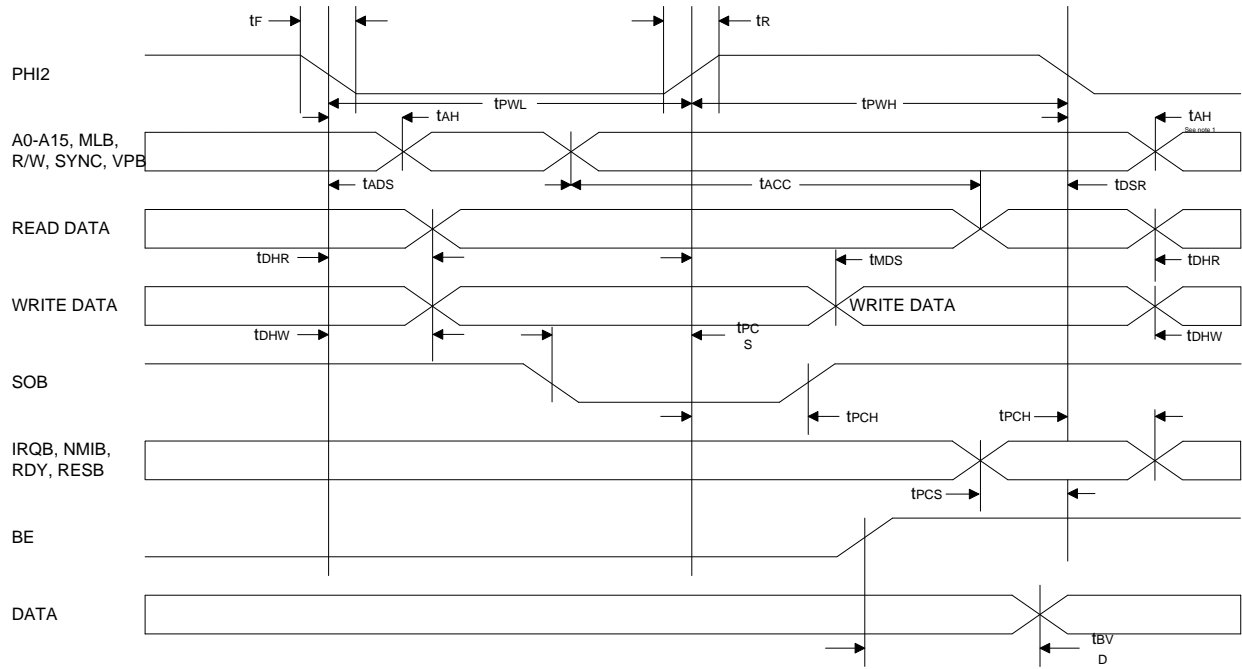 tF
tR
PHI2
tPWL
tPWH
tAH
tAH
See note 1
A0-A15, MLB,
R/W, SYNC, VPB
tADS
tACC
tDSR
READ DATA
tDHR
tMDS
tDHR
WRITE DATA
WRITE DATA
tDHW
tPC
S
tDHW
SOB
tPCH
tPCH
IRQB, NMIB,
RDY, RESB
tPCS
BE
DATA
tBV
D